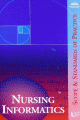 SCOPE & STANDARDS OF PRACTICE
NURSING
INFORMATICS